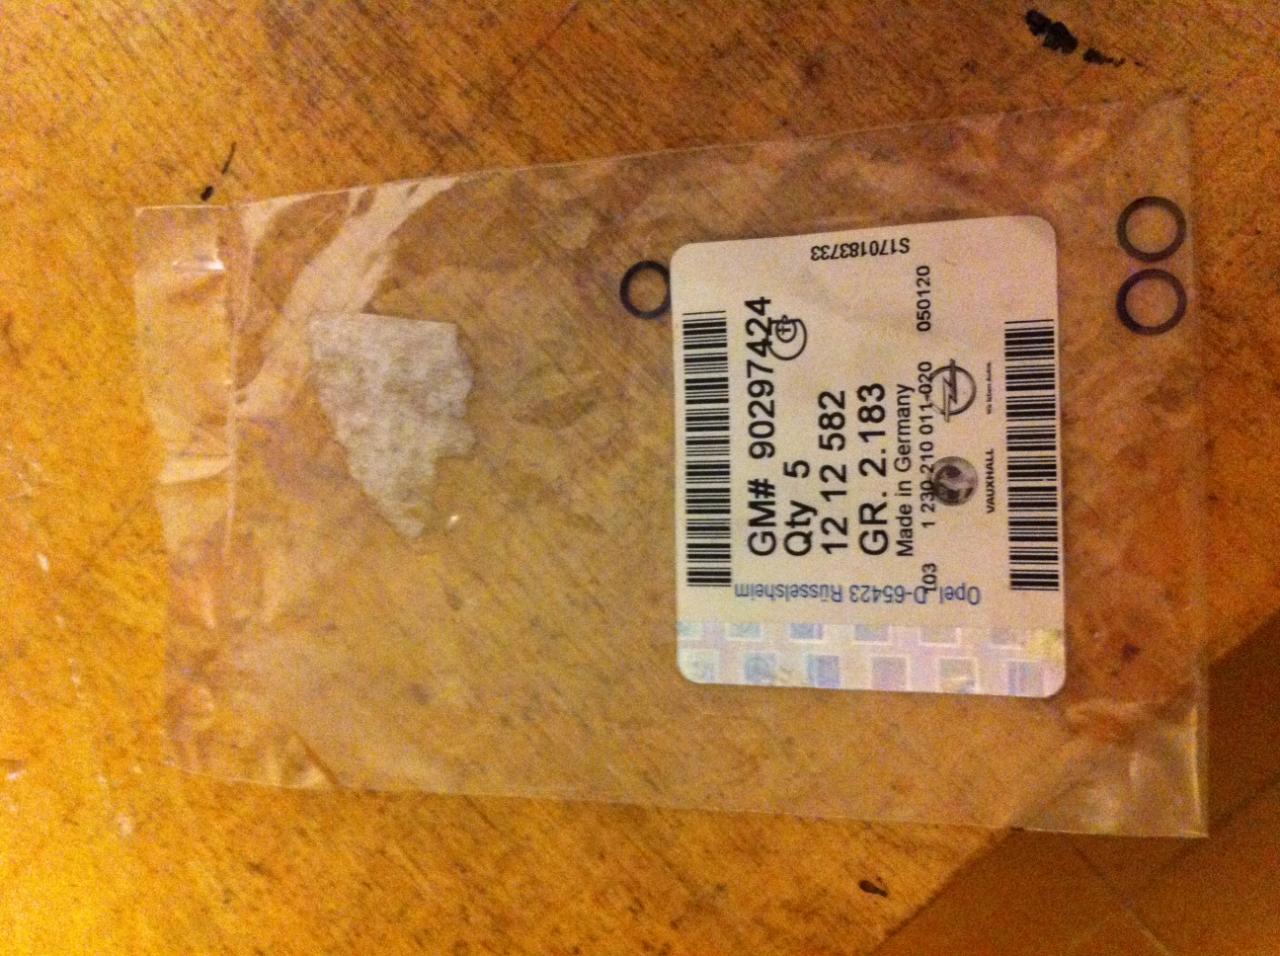 GM# 90297424
Qty 5
12 12 582
GR. 2.183
Made in Germany
L03 1 230 210 011-020 050120
VAUXHALL
Opel D-65423 Rüsselsheim
S170183733